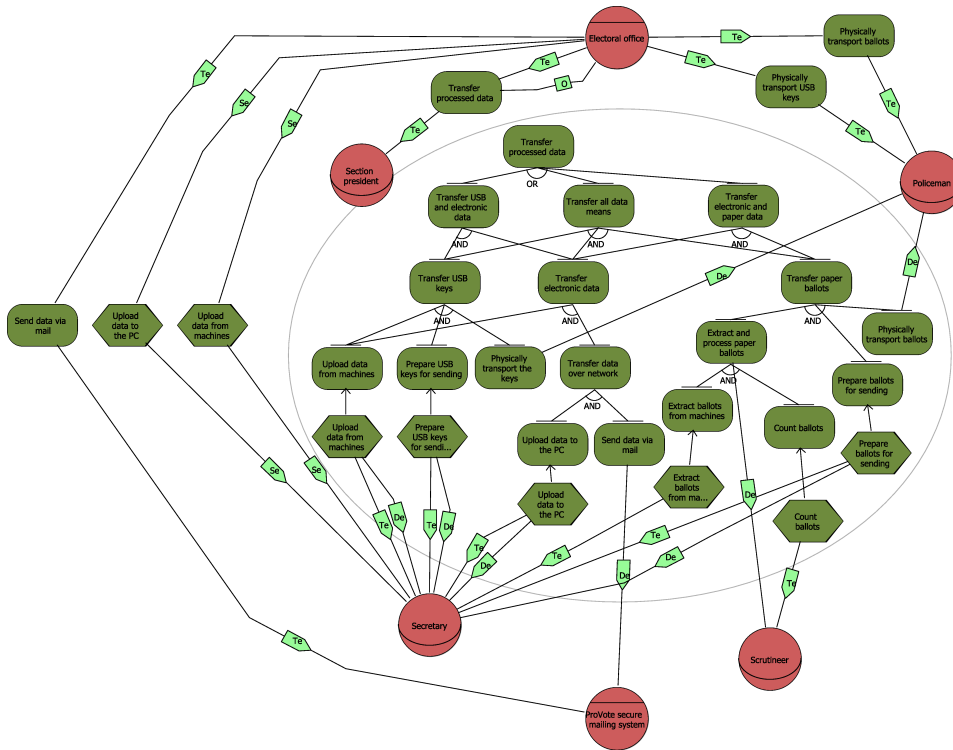 Electoral office
Te
Physically
transport ballots
Te
Te
Te
O
Physically
transport USB
keys
Transfer
processed data
Se
Te
Se
Te
Te
Transfer
processed data
Section
president
OR
Policeman
Transfer USB
and electronic
data
Transfer all data
means
Transfer
electronic and
paper data
AND
AND
AND
De
De
Transfer USB
keys
Transfer
electronic data
Transfer paper
ballots
Send data via
mail
Upload
data to
the PC
Upload
data from
machines
AND
AND
AND
Extract and
process paper
ballots
Physically
transport ballots
Upload data
from machines
Prepare USB
keys for sending
Physically
transport the
keys
Transfer data
over network
AND
Prepare ballots
for sending
AND
Extract ballots
from machines
Count ballots
Upload
data from
machines
Prepare
USB keys
for sendi...
Upload data to
the PC
Send data via
mail
Prepare
ballots for
sending
Se
Se
Extract
ballots
from ma...
De
Upload
data to
the PC
Count
ballots
Te
De
Te
De
Te
Te
Te
De
De
De
Te
Secretary
Te
Scrutineer
ProVote secure
mailing system